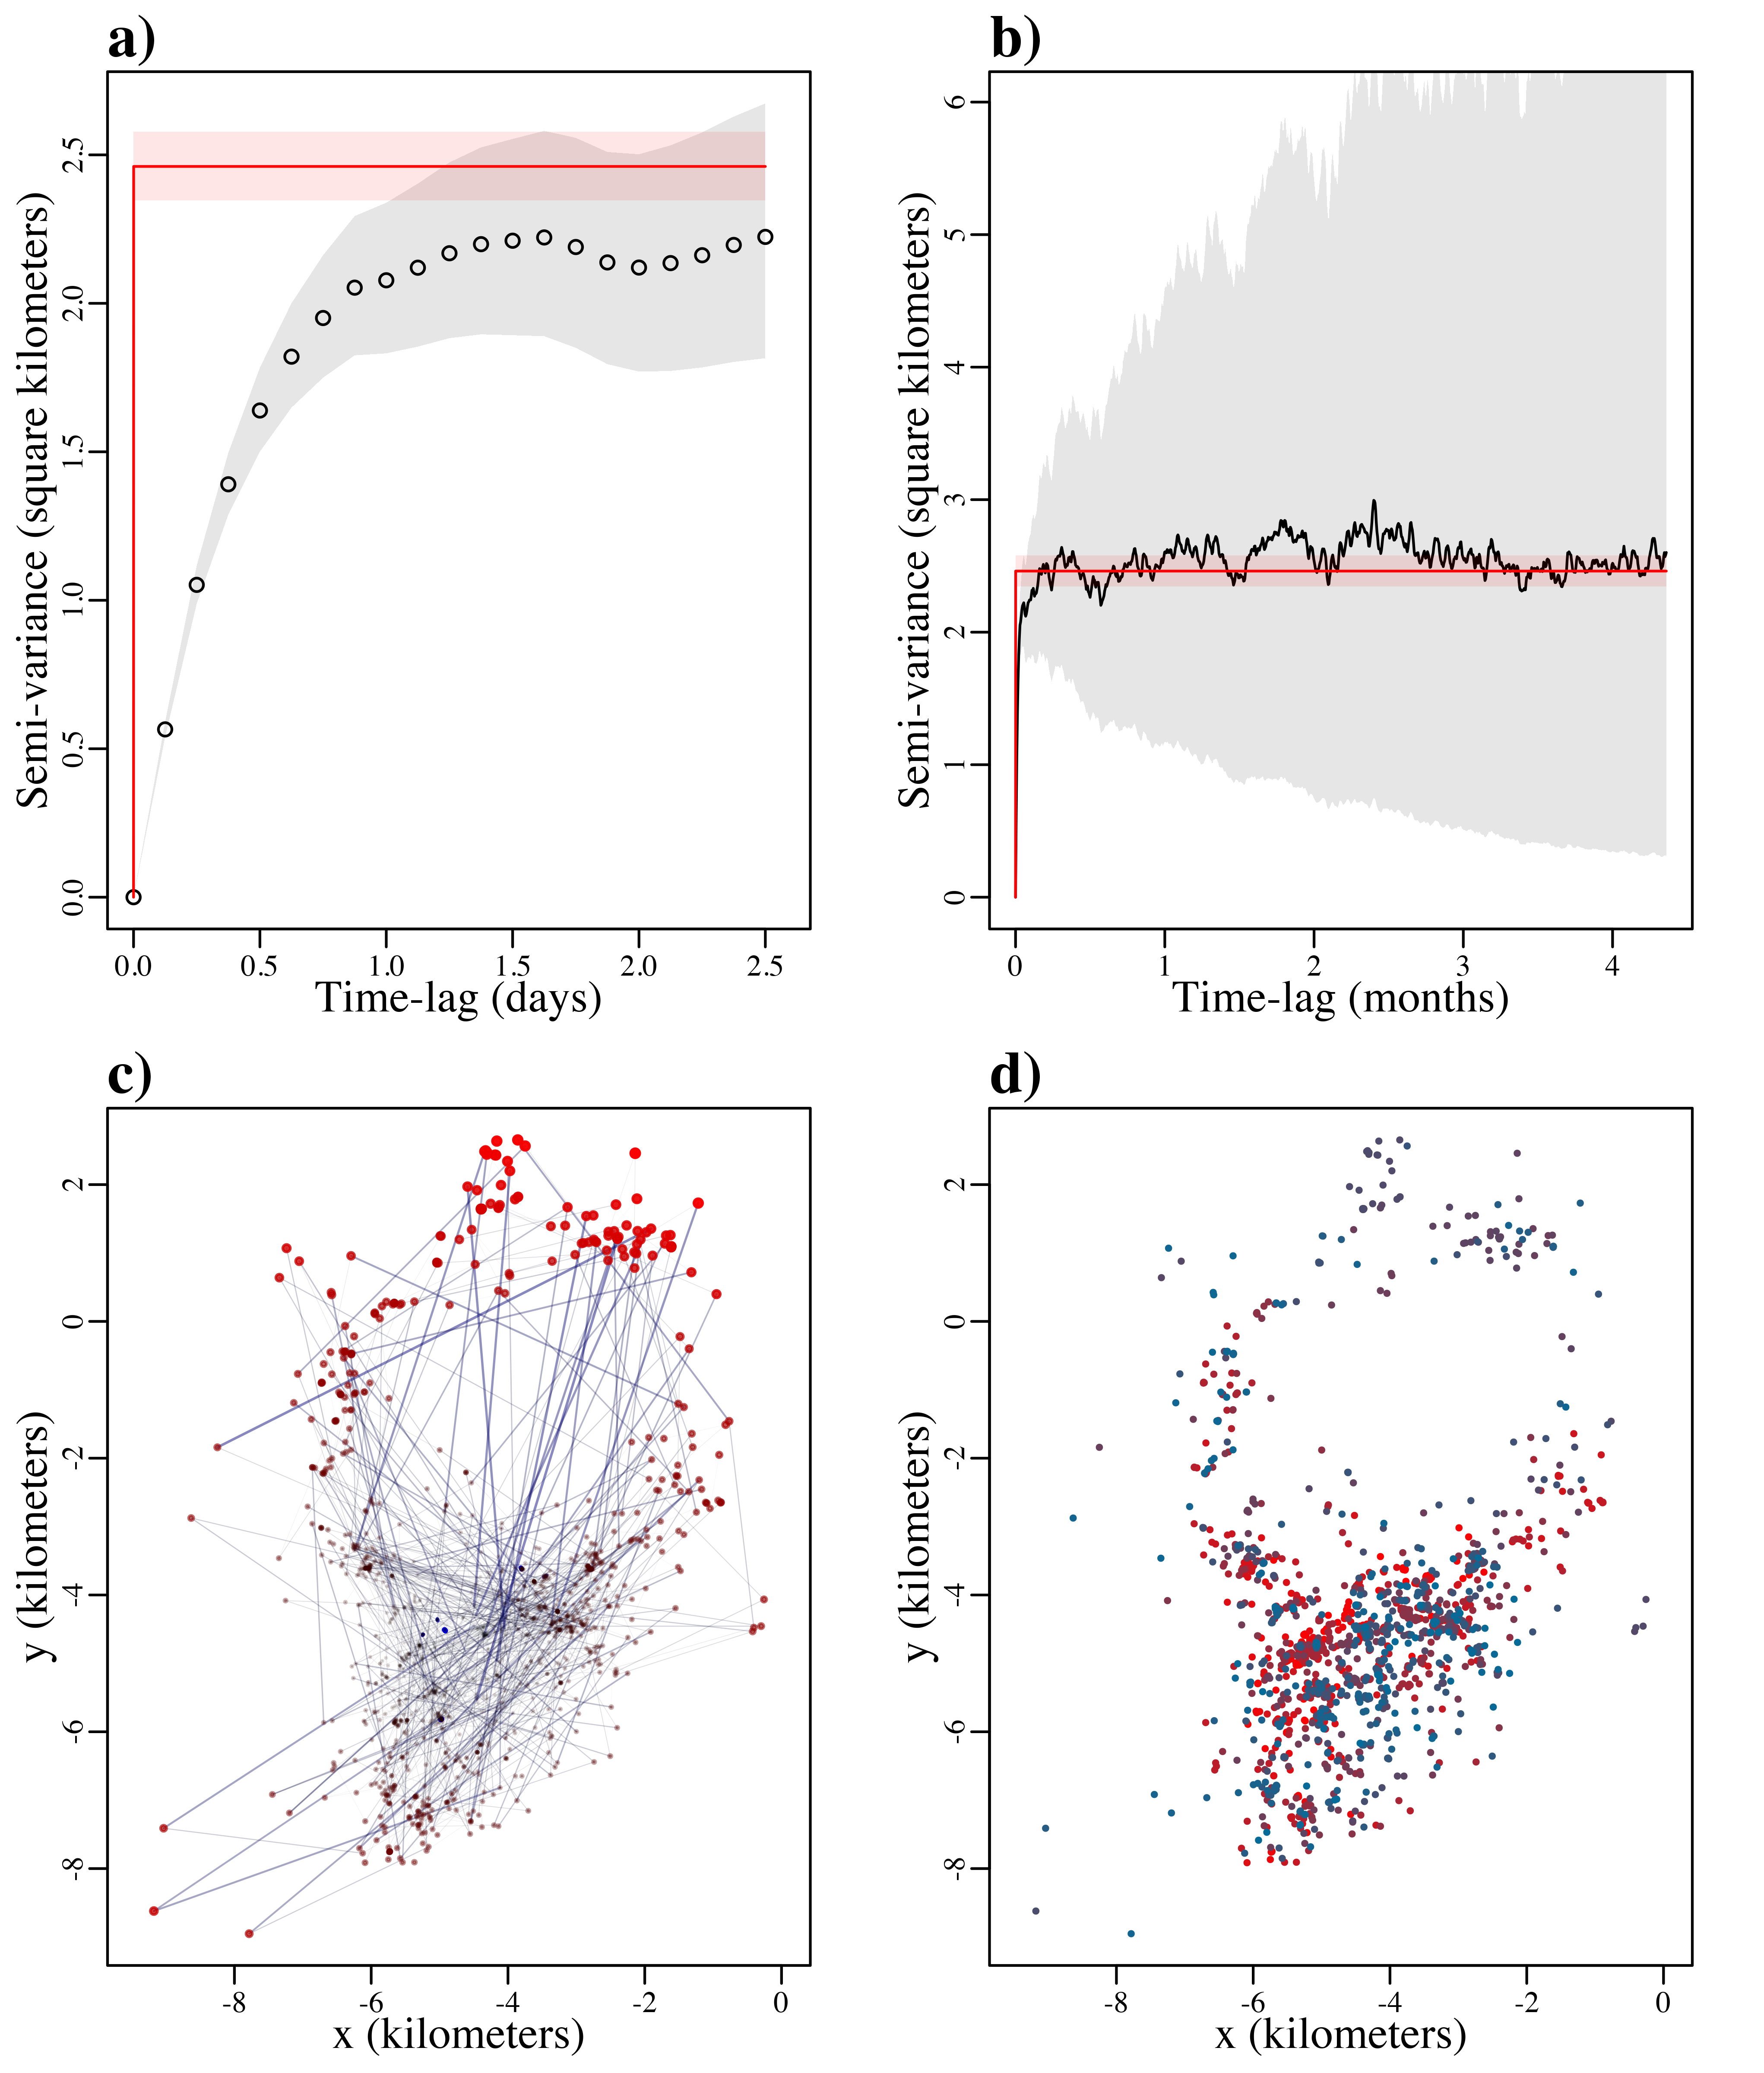 a)
Semi-variance (square kilometers)
2.5
2.0
1.5
1.0
0.5
0.0
0.0 0.5 1.0 1.5 2.0 2.5
Time-lag (days)
b)
Semi-variance (square kilometers)
6
5
4
3
2
1
0
0 1 2 3 4
Time-lag (months)
c)
y (kilometers)
2
0
-2
-4
-6
-8
-8 -6 -4 -2 0
x (kilometers)
d)
y (kilometers)
2
0
-2
-4
-6
-8
-8 -6 -4 -2 0
x (kilometers)